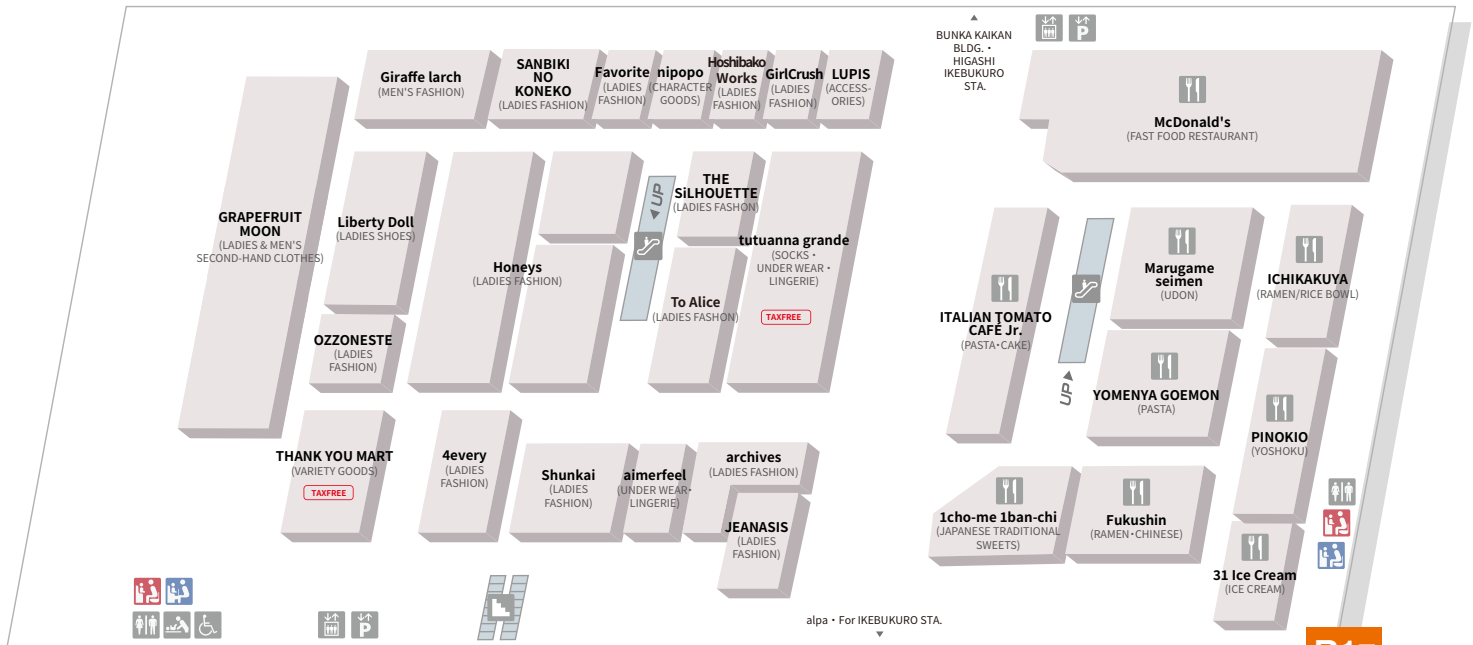 BUNKA KAIKAN
BLDG.・
HIGASHI
IKEBUKURO
STA.
P
Giraffe larch
(MEN'S FASHION)
SANBIKI
NO
KONEKO
(LADIES FASHION)
Favorite
(LADIES
FASHION)
nipopo
(CHARACTER
GOODS)
Hoshibako
Works
(LADIES
FASHION)
GirlCrush
(LADIES
FASHION)
LUPIS
(ACCESS-
ORIES)
McDonald's
(FAST FOOD RESTAURANT)
GRAPEFRUIT
MOON
(LADIES & MEN'S
SECOND-HAND CLOTHES)
Liberty Doll
(LADIES SHOES)
Honeys
(LADIES FASHION)
UP
THE
SiLHOUETTE
(LADIES FASHON)
tutuanna grande
(SOCKS・
UNDER WEAR・
LINGERIE)
TAXFREE
To Alice
(LADIES FASHON)
OZZONESTE
(LADIES
FASHION)
ITALIAN TOMATO
CAFÉ Jr.
(PASTA・CAKE)
UP
Marugame
seimen
(UDON)
ICHIKAKUYA
(RAMEN/RICE BOWL)
YOMENYA GOEMON
(PASTA)
PINOKIO
(YOSHOKU)
THANK YOU MART
(VARIETY GOODS)
TAXFREE
4every
(LADIES
FASHION)
Shunkai
(LADIES
FASHION)
aimerfeel
(UNDER WEAR・
LINGERIE)
archives
(LADIES FASHION)
JEANASIS
(LADIES
FASHION)
1cho-me 1ban-chi
(JAPANESE TRADITIONAL
SWEETS)
Fukushin
(RAMEN・CHINESE)
31 Ice Cream
(ICE CREAM)
P
alpa・For IKEBUKURO STA.